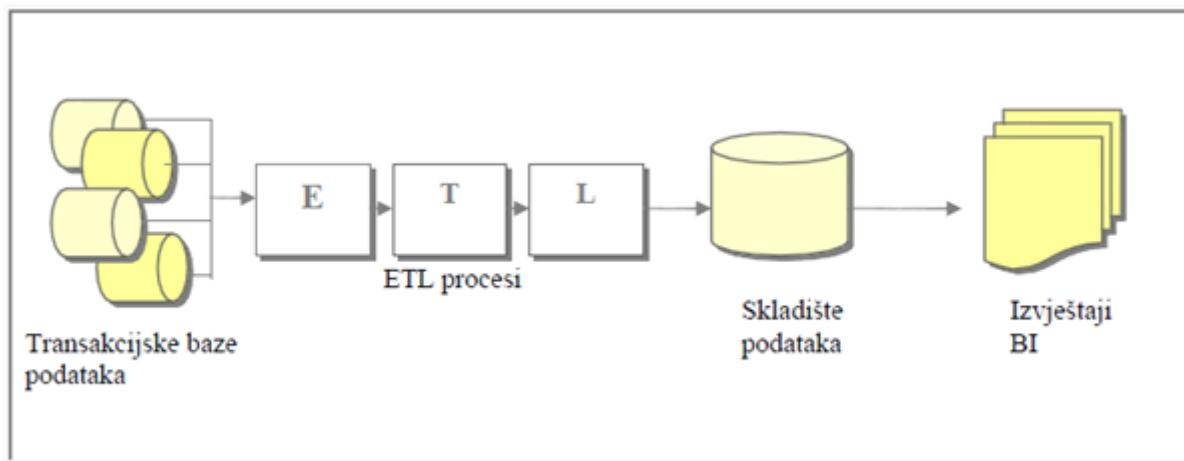 E
T
L
ETL procesi
Transakcijske baze
podataka
Skladište
podataka
Izvještaji
BI